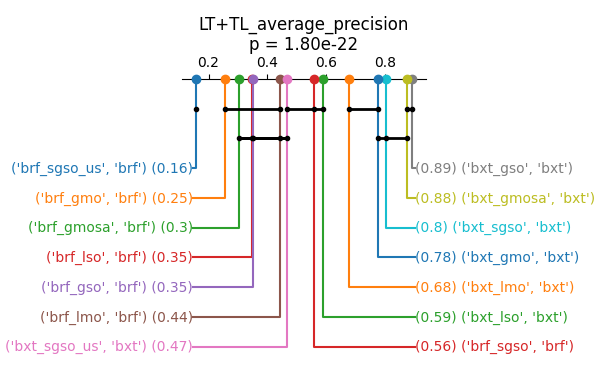 LT+TL_average_precision
p = 1.80e-22
0.2 0.4 0.6 0.8
('brf_sgso_us', 'brf') (0.16)
(0.89) ('bxt_gso', 'bxt')
('brf_gmo', 'brf') (0.25)
(0.88) ('bxt_gmosa', 'bxt')
('brf_gmosa', 'brf') (0.3)
(0.8) ('bxt_sgso', 'bxt')
('brf_lso', 'brf') (0.35)
(0.78) ('bxt_gmo', 'bxt')
('brf_gso', 'brf') (0.35)
(0.68) ('bxt_lmo', 'bxt')
('brf_lmo', 'brf') (0.44)
(0.59) ('bxt_lso', 'bxt')
('bxt_sgso_us', 'bxt') (0.47)
(0.56) ('brf_sgso', 'brf')